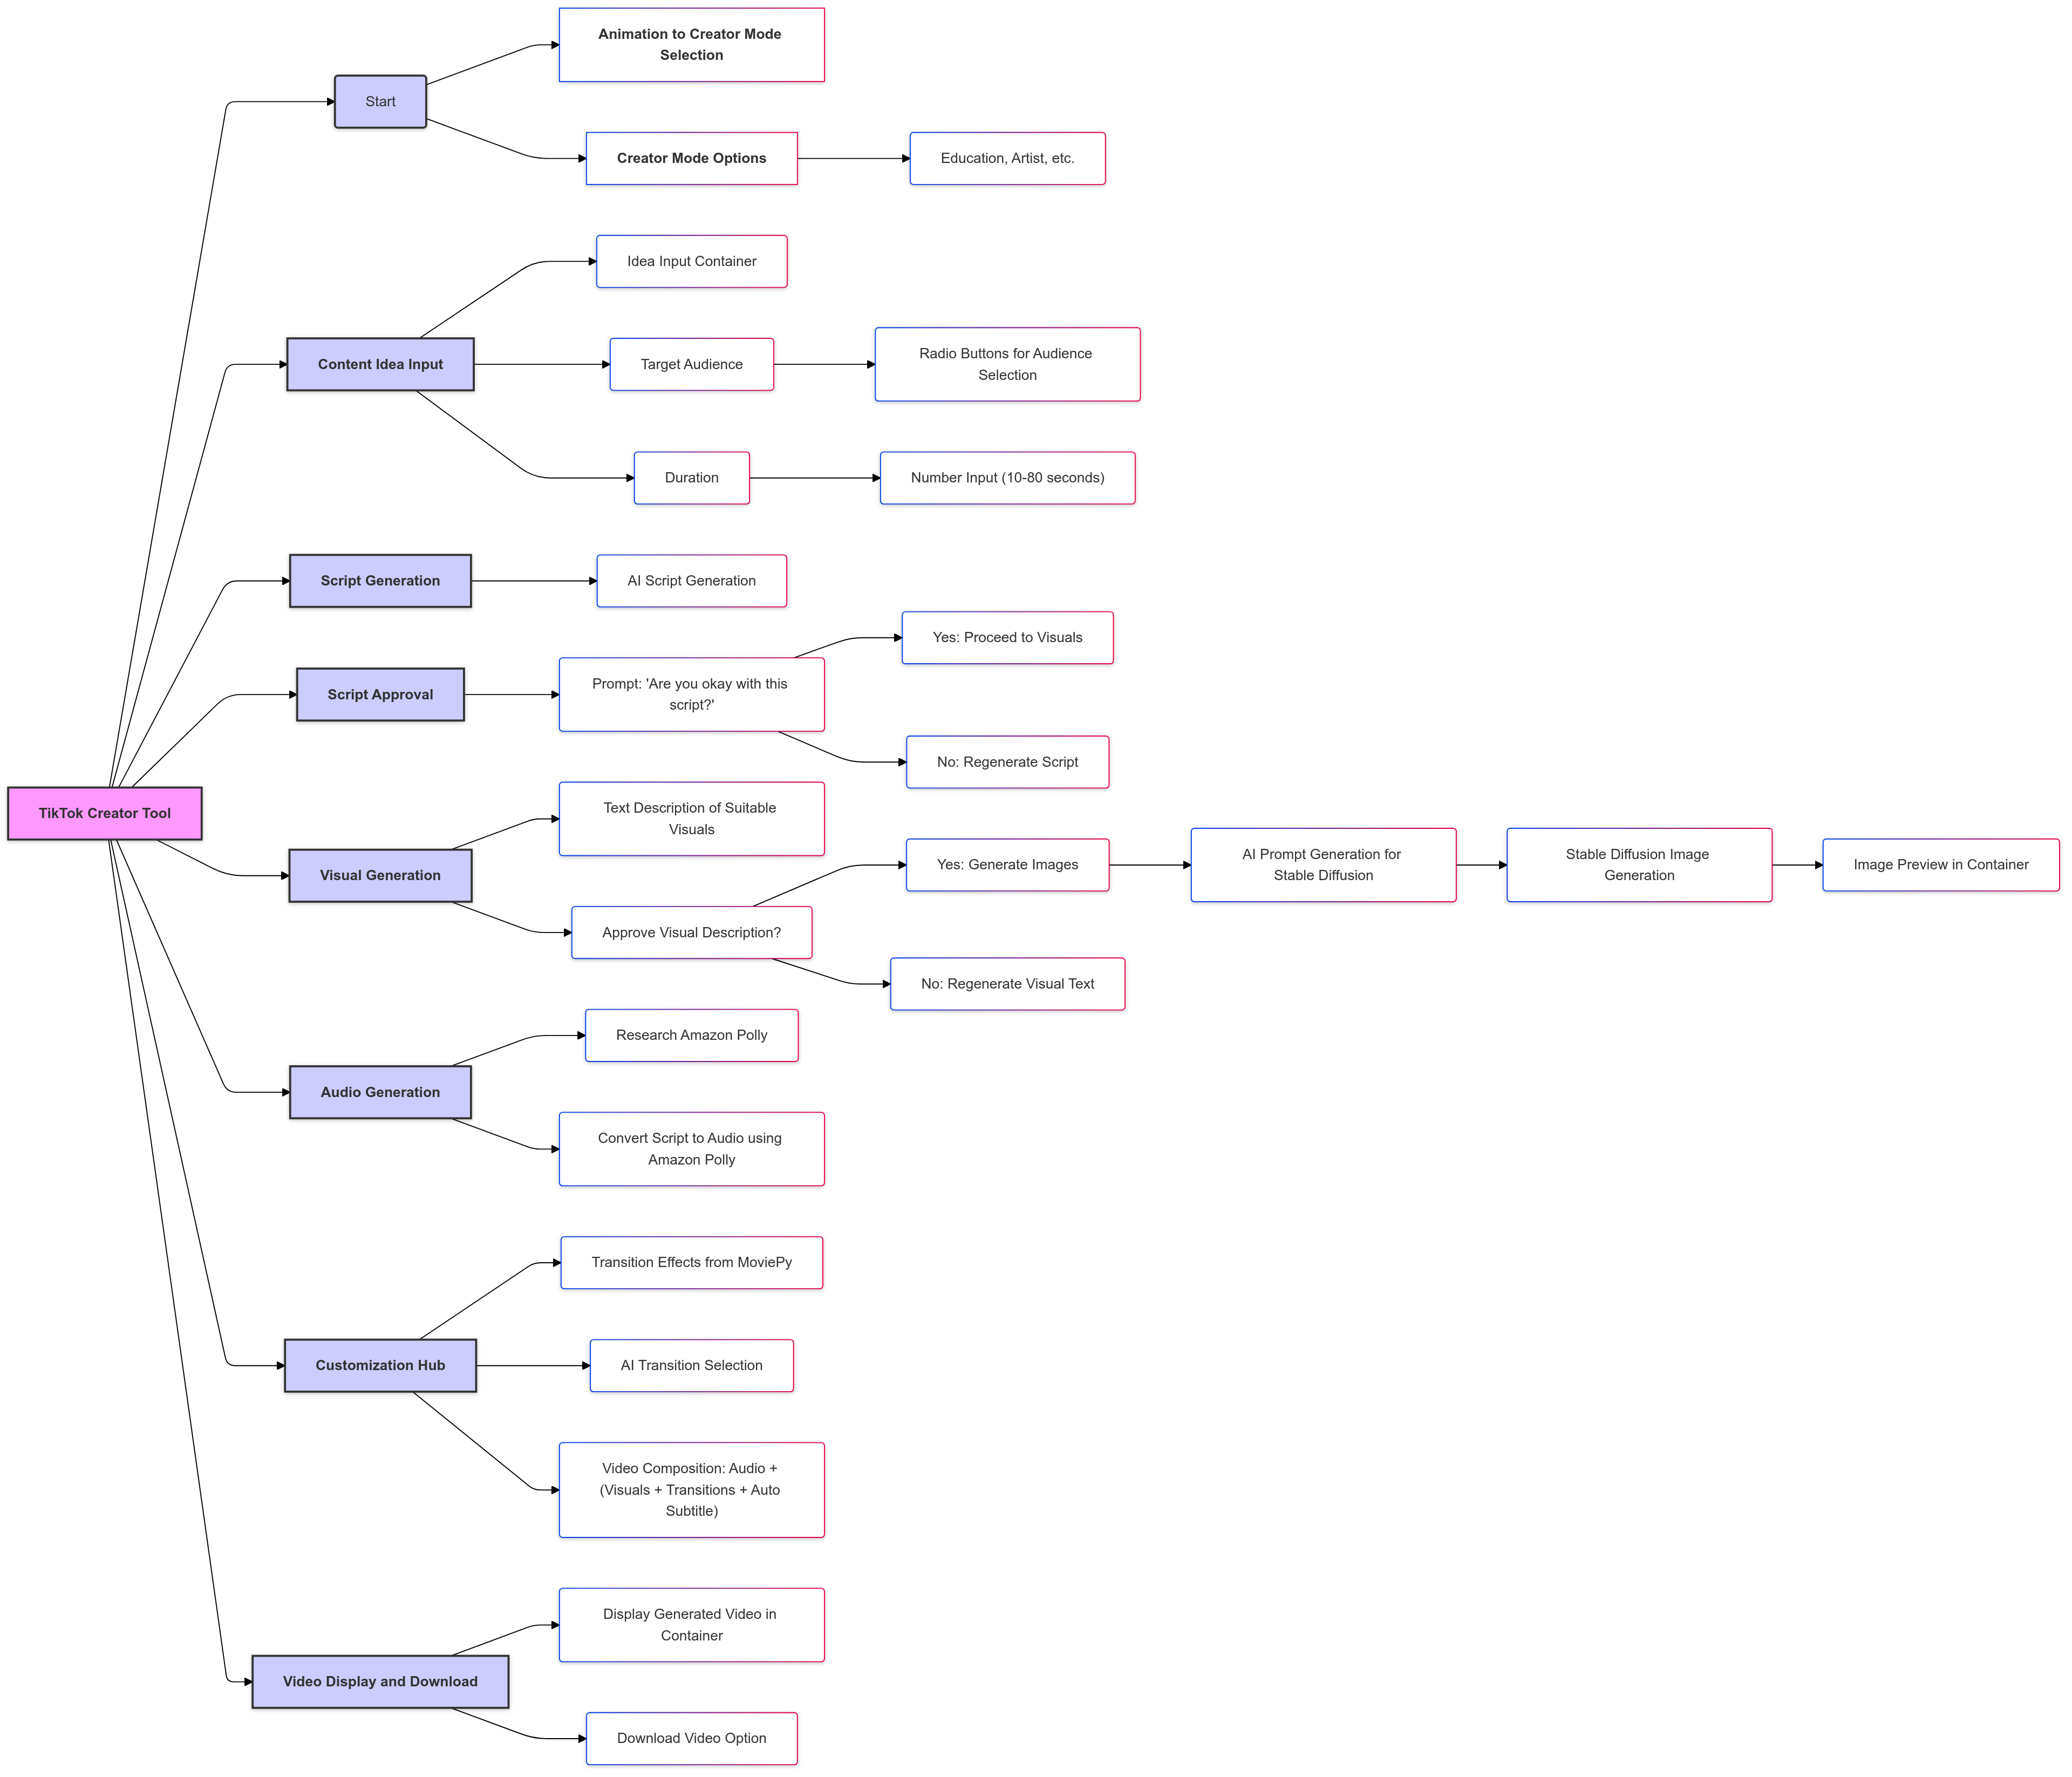 Animation to Creator Mode
Selection
Start
Creator Mode Options
Education, Artist, etc.
Idea Input Container
Content Idea Input
Target Audience
Radio Buttons for Audience
Selection
Duration
Number Input (10-80 seconds)
Script Generation
AI Script Generation
Yes: Proceed to Visuals
Script Approval
Prompt: 'Are you okay with this
script?'
No: Regenerate Script
TikTok Creator Tool
Text Description of Suitable
Visuals
Visual Generation
Yes: Generate Images
AI Prompt Generation for
Stable Diffusion
Stable Diffusion Image
Generation
Image Preview in Container
Approve Visual Description?
No: Regenerate Visual Text
Research Amazon Polly
Audio Generation
Convert Script to Audio using
Amazon Polly
Transition Effects from MoviePy
Customization Hub
AI Transition Selection
Video Composition: Audio +
(Visuals + Transitions + Auto
Subtitle)
Display Generated Video in
Container
Video Display and Download
Download Video Option